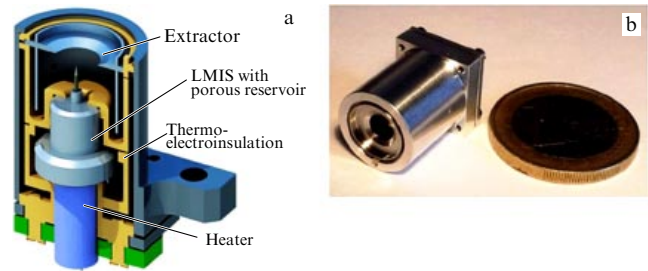 a
Extractor
LMIS with
porous reservoir
Thermo-
electroinsulation
Heater
b